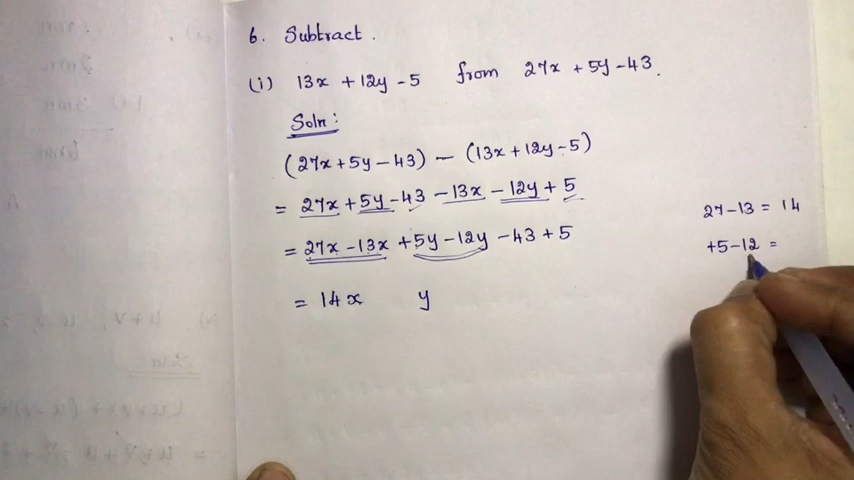 6. Subtract.
(i) 13x + 12y - 5 from 27x + 5y - 43.
Soln:
(27x + 5y - 43) - (13x + 12y - 5)
= 27x + 5y - 43 - 13x - 12y + 5
27 - 13 = 14
= 27x - 13x + 5y - 12y - 43 + 5
+5 - 12 =
= 14x y